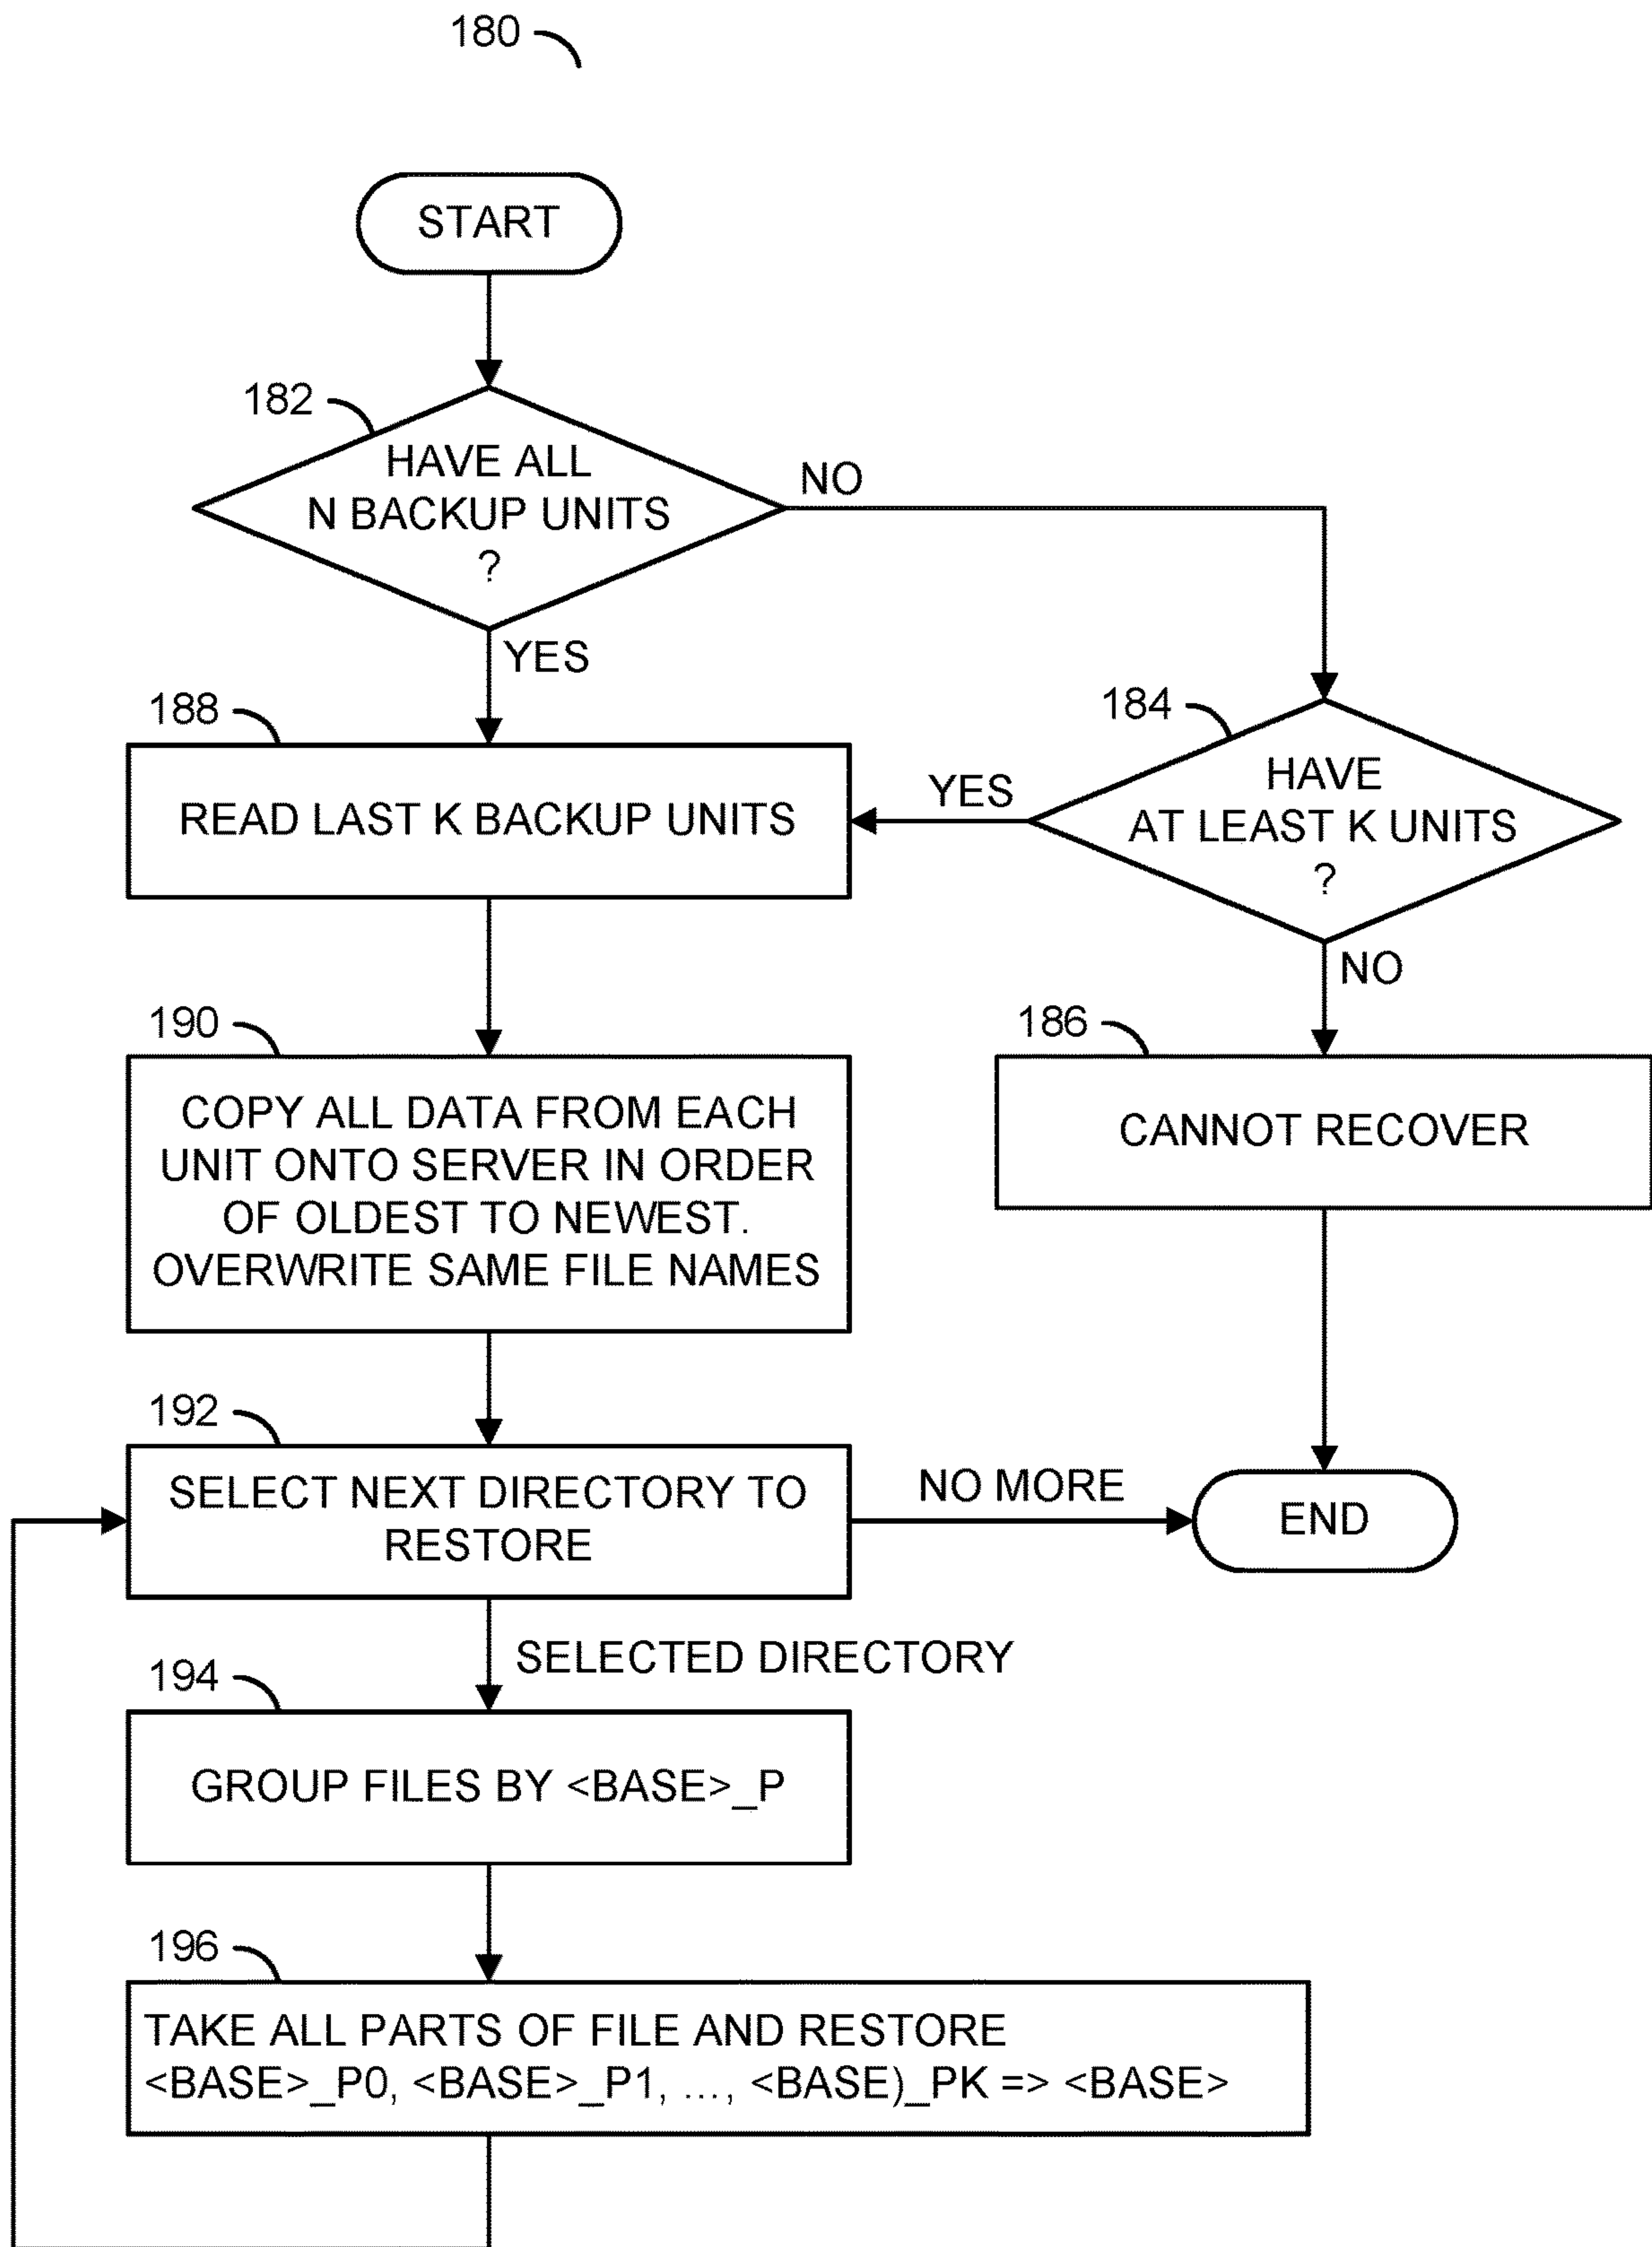 180
START
182
HAVE ALL
N BACKUP UNITS
?
NO
YES
188
READ LAST K BACKUP UNITS
YES
184
HAVE
AT LEAST K UNITS
?
NO
190
COPY ALL DATA FROM EACH
UNIT ONTO SERVER IN ORDER
OF OLDEST TO NEWEST.
OVERWRITE SAME FILE NAMES
186
CANNOT RECOVER
192
SELECT NEXT DIRECTORY TO
RESTORE
NO MORE
END
SELECTED DIRECTORY
194
GROUP FILES BY <BASE>_P
196
TAKE ALL PARTS OF FILE AND RESTORE
<BASE>_P0, <BASE>_P1, ..., <BASE)_PK => <BASE>